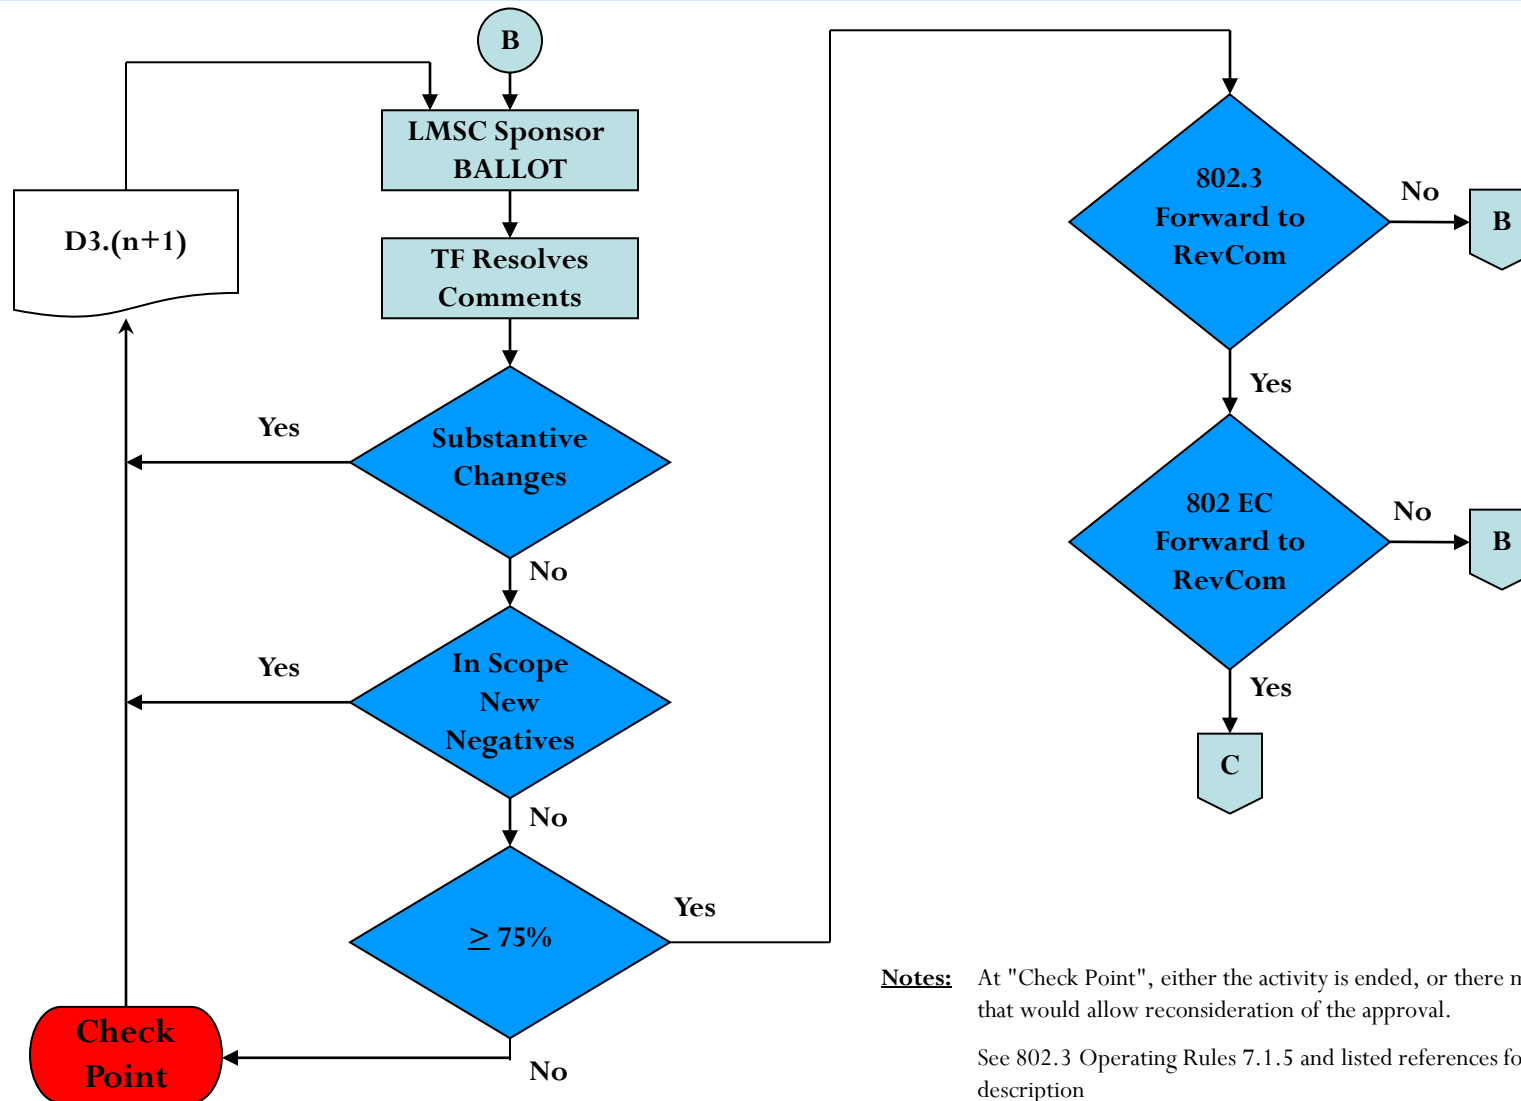 B
LMSC Sponsor
BALLOT
D3.(n+1)
TF Resolves
Comments
Yes
Substantive
Changes
No
Yes
In Scope
New
Negatives
No
≥ 75%
Yes
Check
Point
No
802.3
Forward to
RevCom
No
B
Yes
802 EC
Forward to
RevCom
No
B
Yes
C
Notes: At "Check Point", either the activity is ended, or there
that would allow reconsideration of the approval.
See 802.3 Operating Rules 7.1.5 and listed references
description